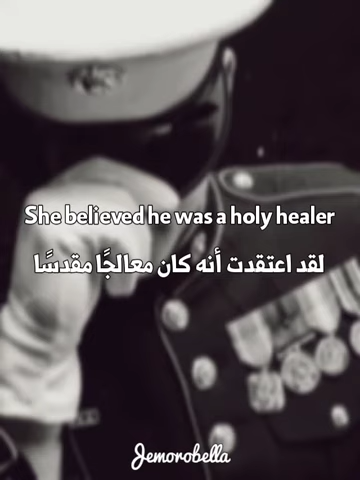 She believed he was a holy healer
لقد اعتقدت أنه كان معالجًا مقدسًا
Jemorobella